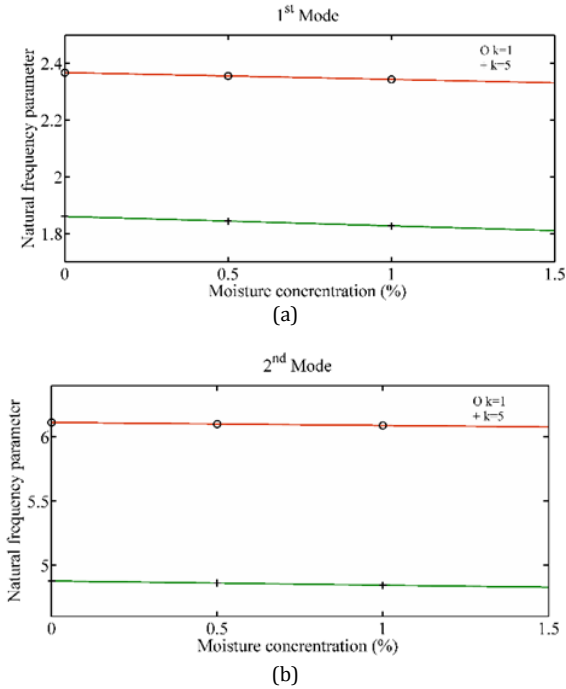 1st Mode
O k=1
+ k=5
2.4
2.2
2
1.8
Natural frequency parameter
0 0.5 1 1.5
Moisture concrentration (%)
(a)
2nd Mode
O k=1
+ k=5
6
5.5
5
Natural frequency parameter
0 0.5 1 1.5
Moisture concrentration (%)
(b)